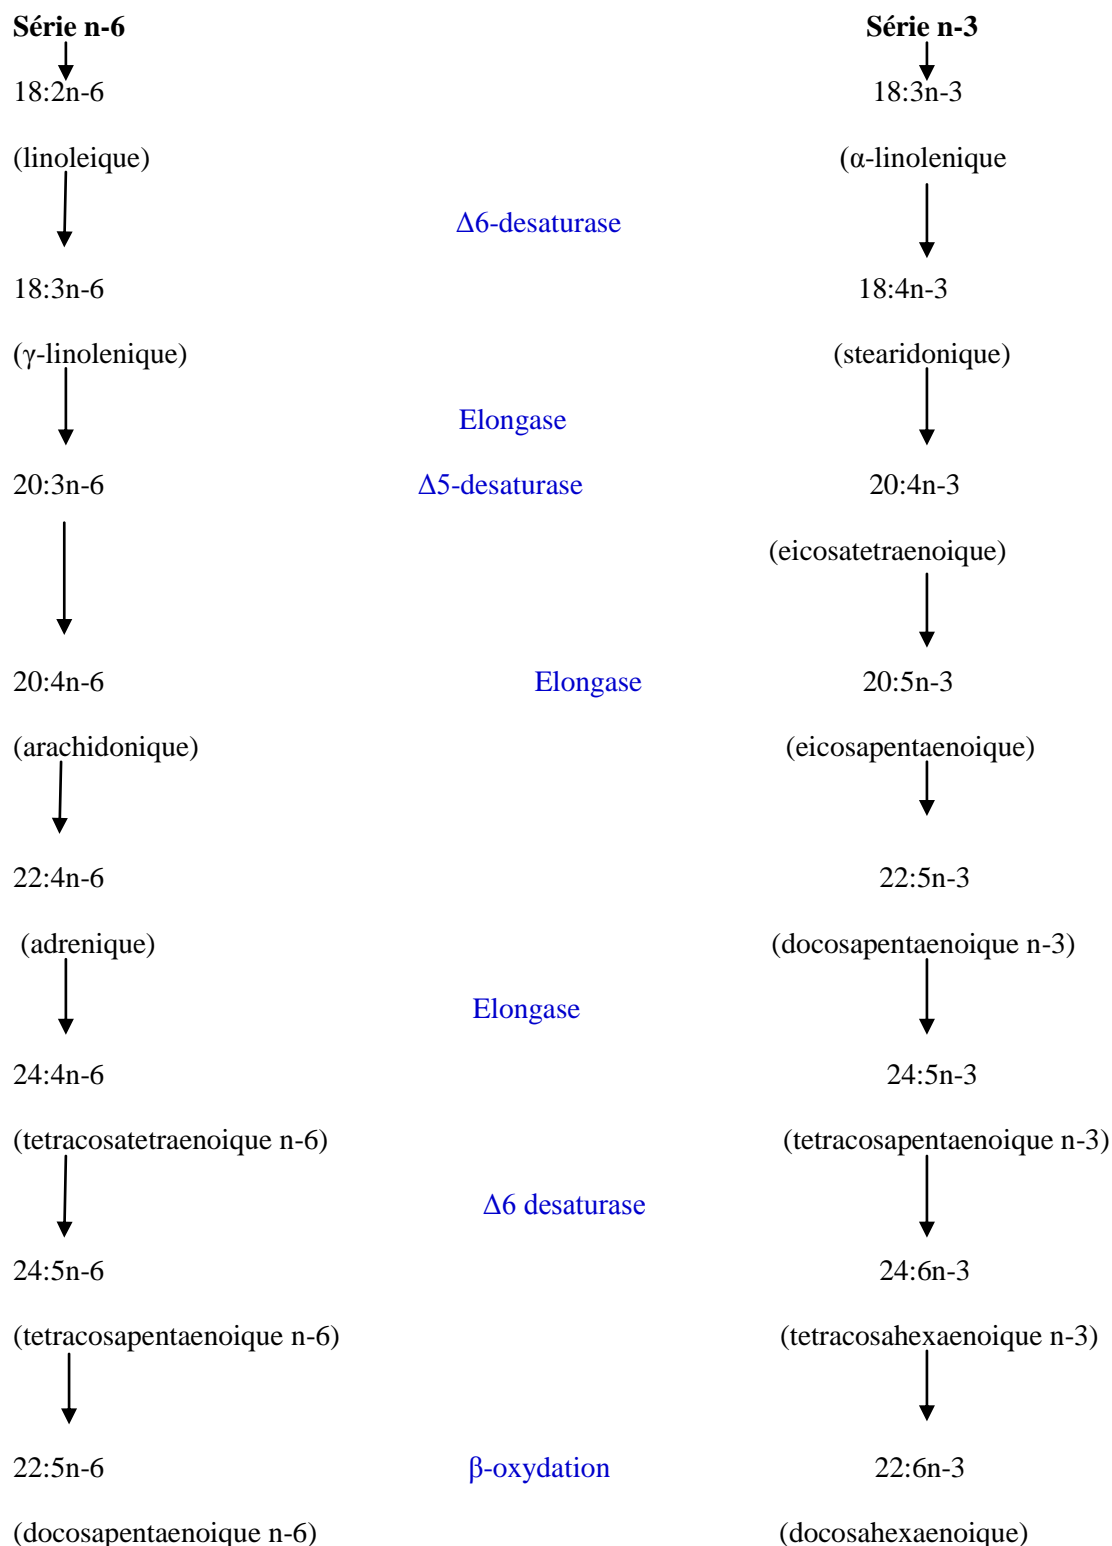 Série n-6 Série n-3
18:2n-6 18:3n-3
(linoleique) (α-linolenique
Δ6-desaturase
18:3n-6 18:4n-3
(γ-linolenique) (stearidonique)
Elongase
20:3n-6 Δ5-desaturase 20:4n-3
(eicosatetraenoique)
20:4n-6 Elongase 20:5n-3
(arachidonique) (eicosapentaenoique)
22:4n-6 22:5n-3
(adrenique) (docosapentaenoique n-3)
Elongase
24:4n-6 24:5n-3
(tetracosatetraenoique n-6) (tetracosapentaenoique n-3)
Δ6 desaturase
24:5n-6 24:6n-3
(tetracosapentaenoique n-6) (tetracosahexaenoique n-3)
22:5n-6 β-oxydation 22:6n-3
(docosapentaenoique n-6) (docosahexaenoique)